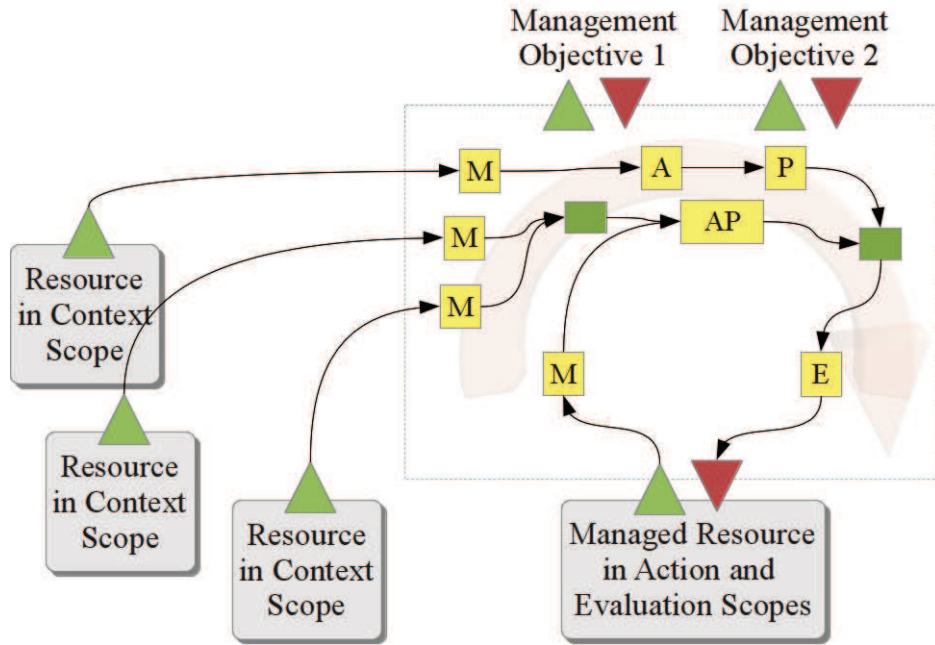 Management
Objective 1
Management
Objective 2
M
A
P
M
AP
M
M
E
Resource
in Context
Scope
Resource
in Context
Scope
Resource
in Context
Scope
Managed Resource
in Action and
Evaluation Scopes